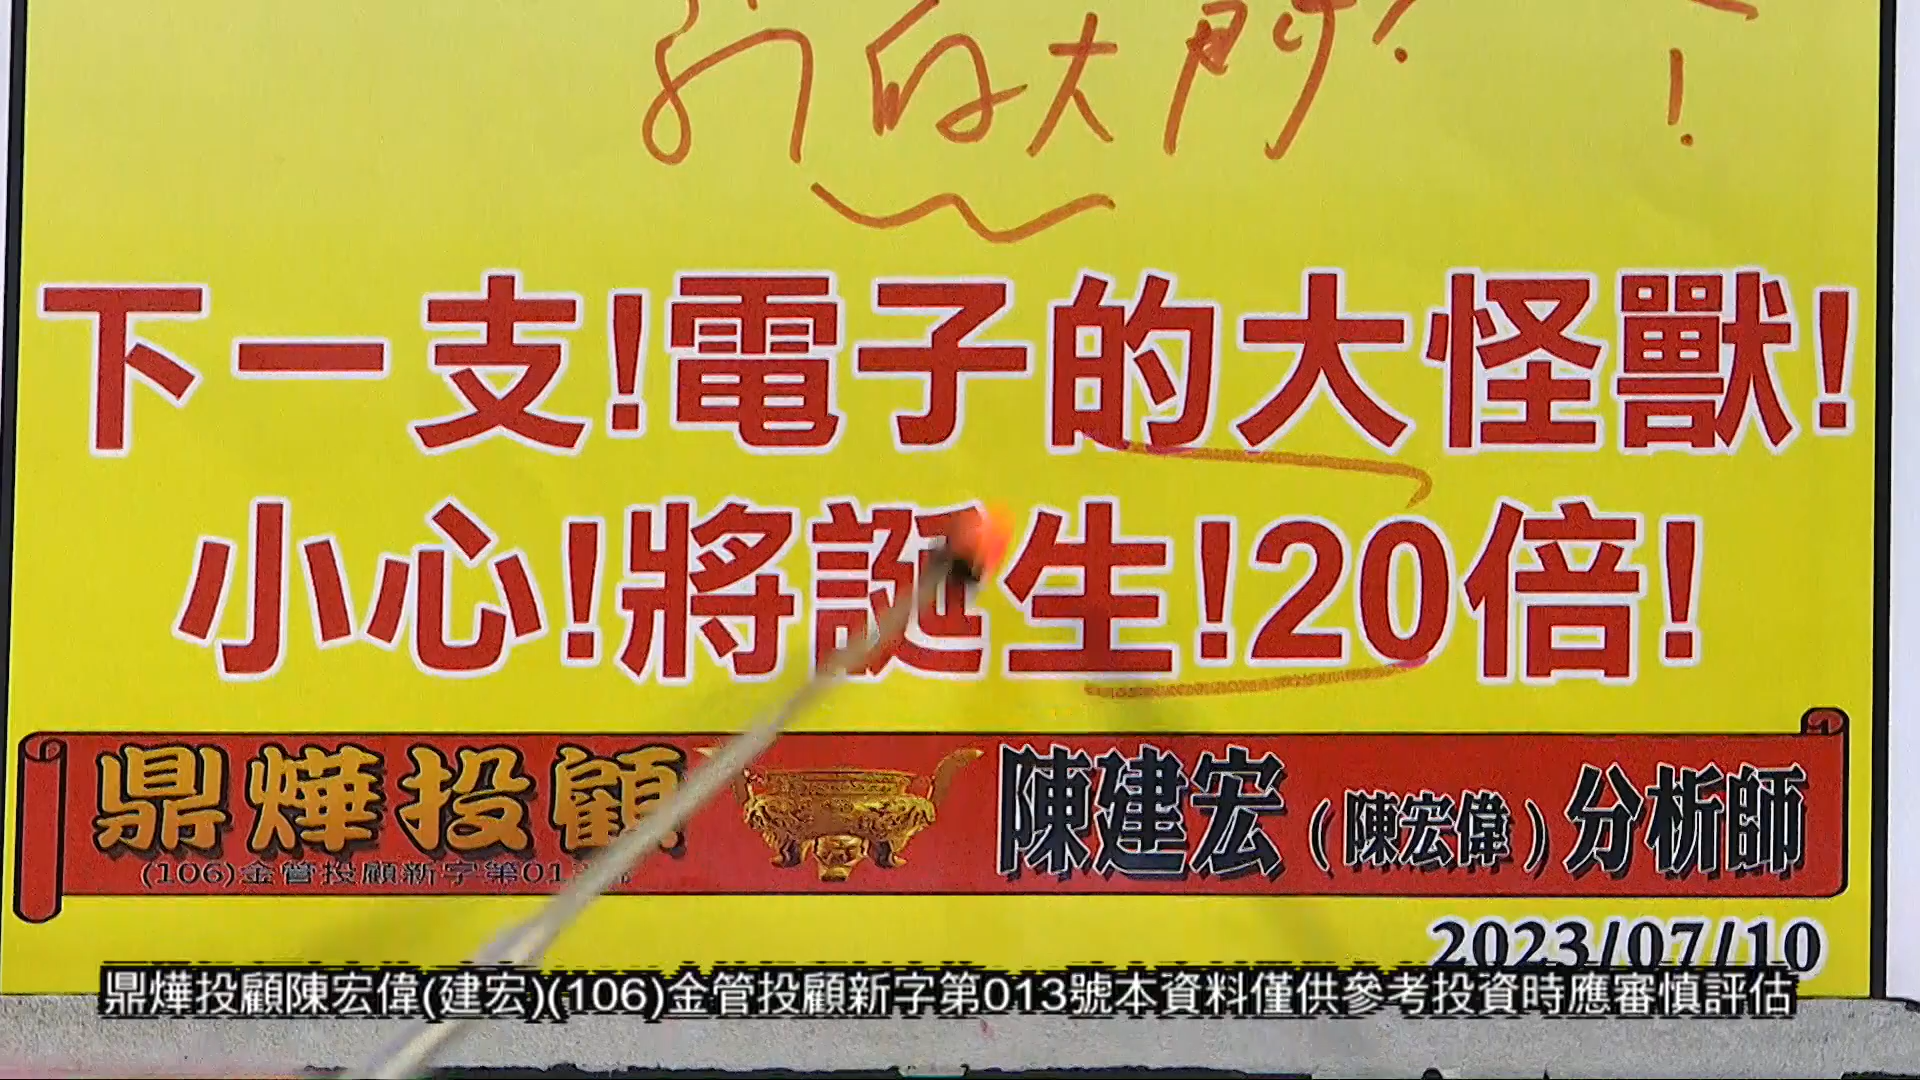 的大門?
!
下一支!電子的大怪獸!
小心!將誕生!20倍!
鼎燁投顧
陳建宏(陳宏偉)分析師
(106)金管投顧新字第01
2023/07/10
鼎燁投顧陳宏偉(建宏)(106)金管投顧新字第013號本資料僅供參考投資時應審慎評估